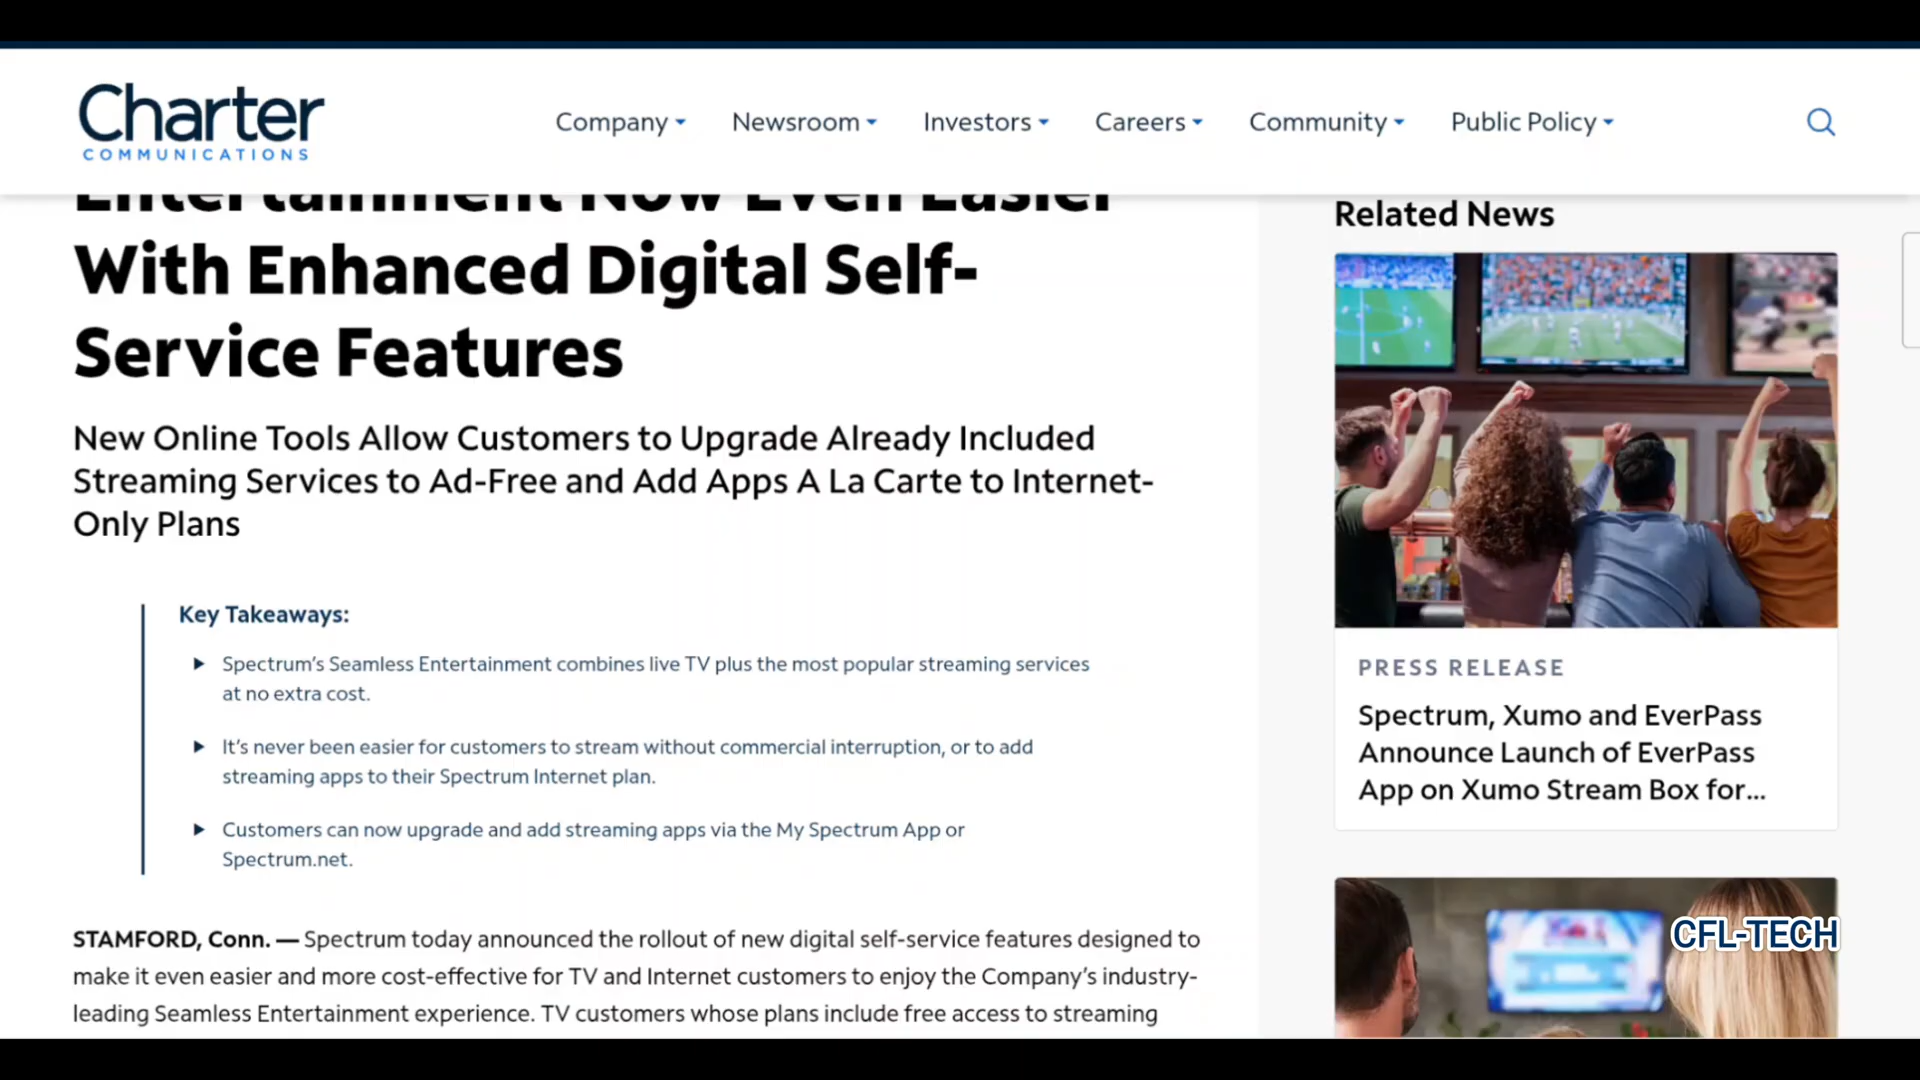 Charter
COMMUNICATIONS
Company
Newsroom
Investors
Careers
Community
Public Policy
Entertainment Now Even Easier
With Enhanced Digital Self-
Service Features
New Online Tools Allow Customers to Upgrade Already Included
Streaming Services to Ad-Free and Add Apps A La Carte to Internet-
Only Plans
Key Takeaways:
Spectrum’s Seamless Entertainment combines live TV plus the most popular streaming services
at no extra cost.
It’s never been easier for customers to stream without commercial interruption, or to add
streaming apps to their Spectrum Internet plan.
Customers can now upgrade and add streaming apps via the My Spectrum App or
Spectrum.net.
STAMFORD, Conn. — Spectrum today announced the rollout of new digital self-service features designed to
make it even easier and more cost-effective for TV and Internet customers to enjoy the Company’s industry-
leading Seamless Entertainment experience. TV customers whose plans include free access to streaming
Related News
PRESS RELEASE
Spectrum, Xumo and EverPass
Announce Launch of EverPass
App on Xumo Stream Box for...
CFL-TECH